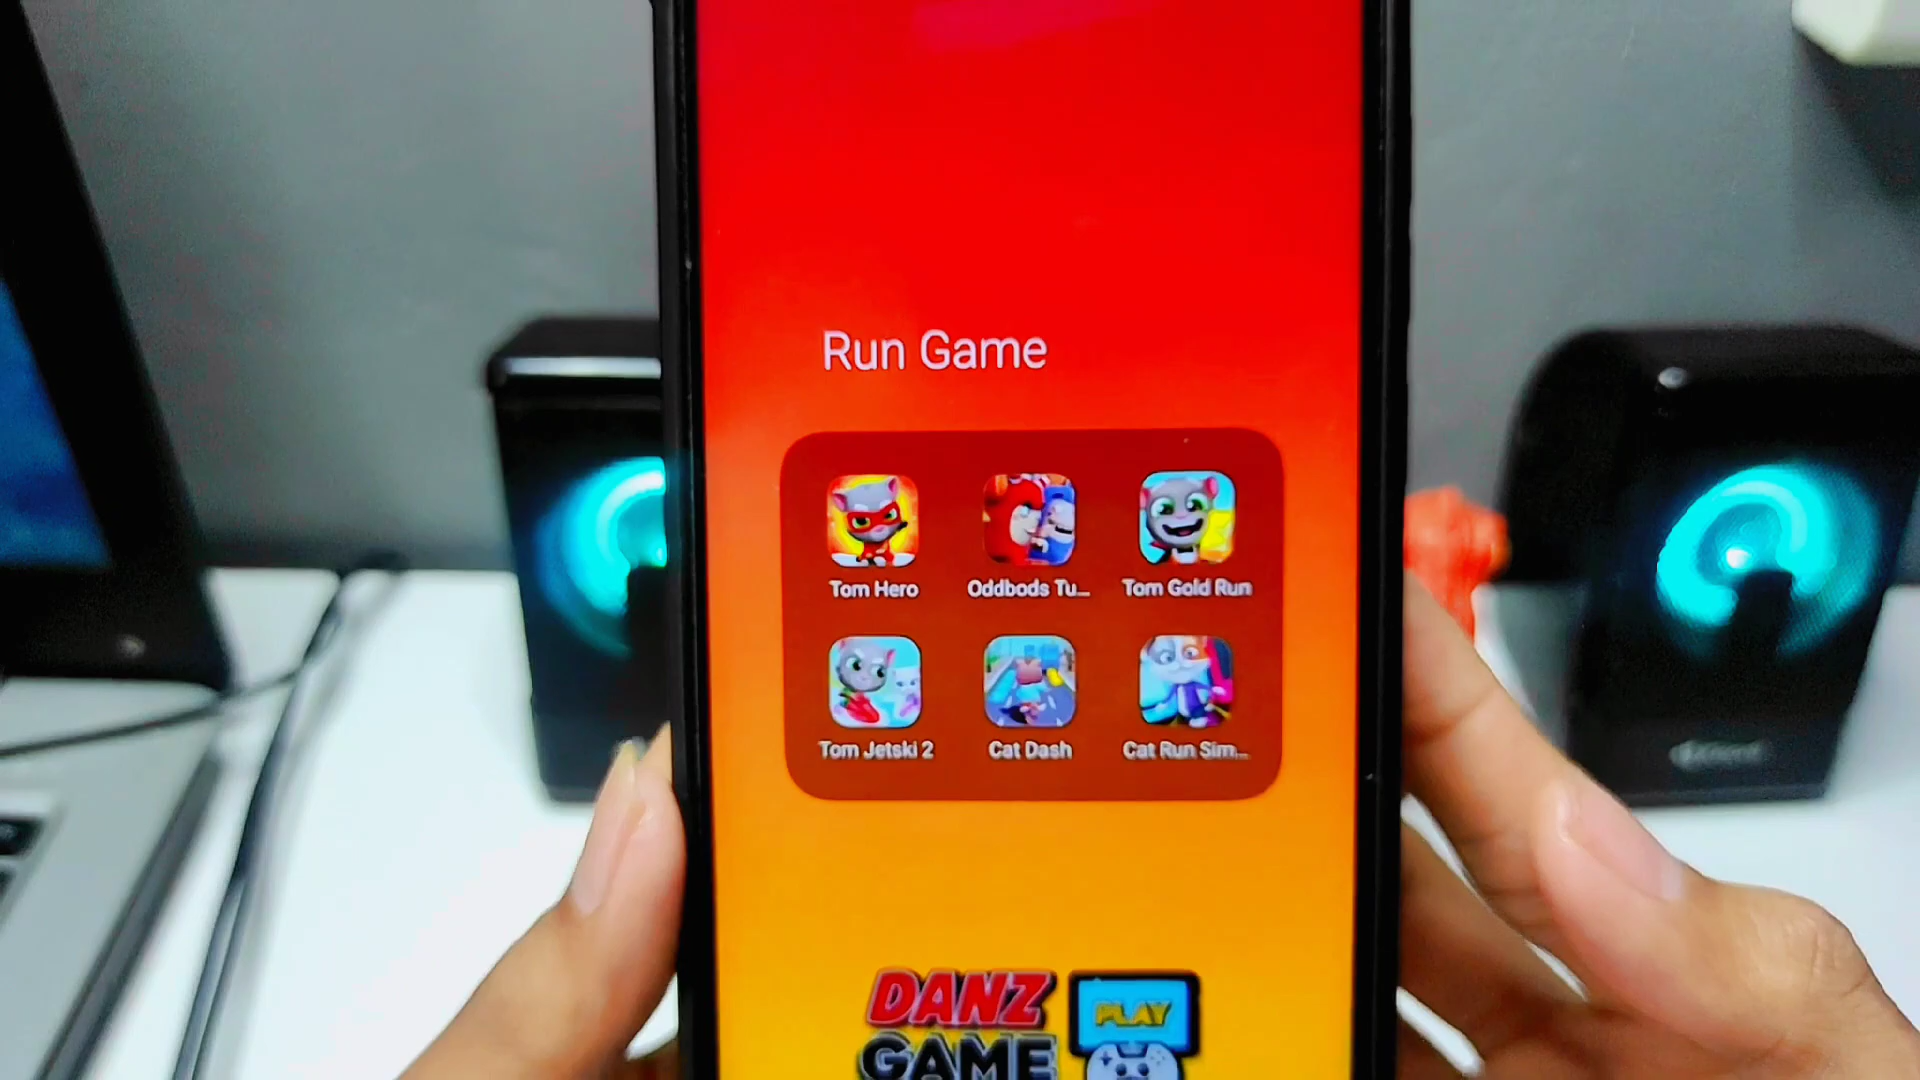 Run Game
Tom Hero
Oddbods Tu...
Tom Gold Run
Tom Jetski 2
Cat Dash
Cat Run Sim...
DANZ
GAME
PLAY